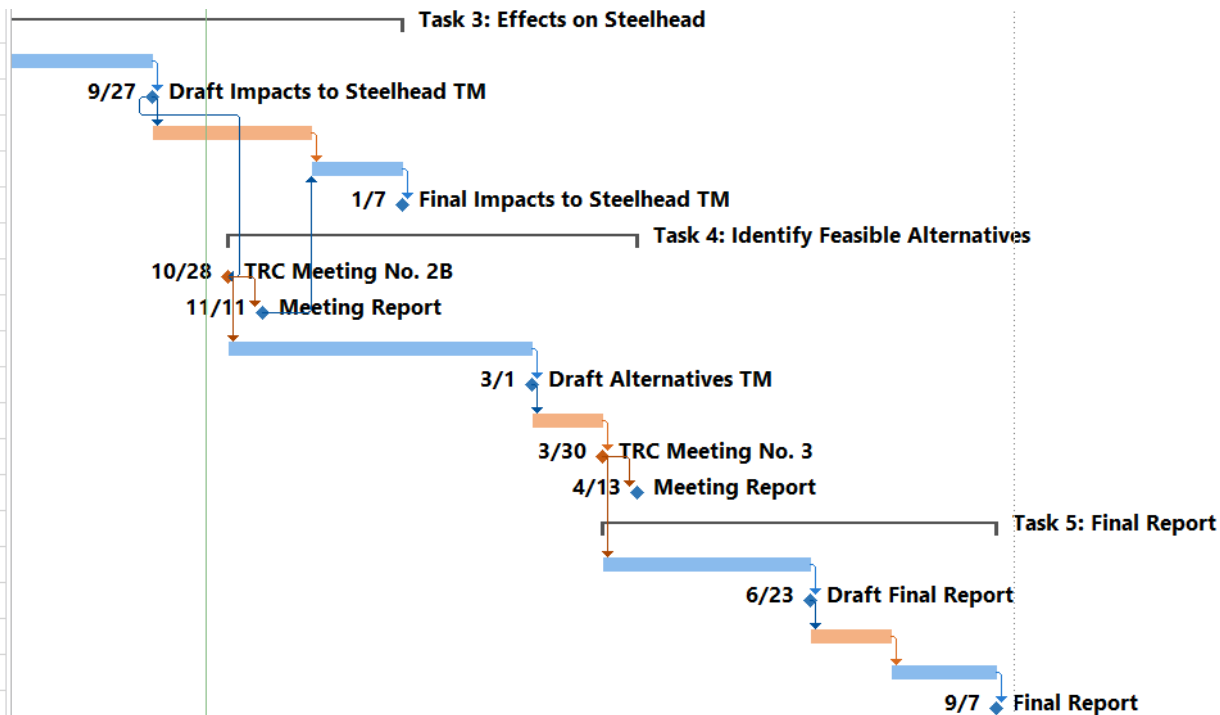 Task 3: Effects on Steelhead
9/27 Draft Impacts to Steelhead TM
1/7 Final Impacts to Steelhead TM
Task 4: Identify Feasible Alternatives
10/28 TRC Meeting No. 2B
11/11 Meeting Report
3/1 Draft Alternatives TM
3/30 TRC Meeting No. 3
4/13 Meeting Report
Task 5: Final Report
6/23 Draft Final Report
9/7 Final Report